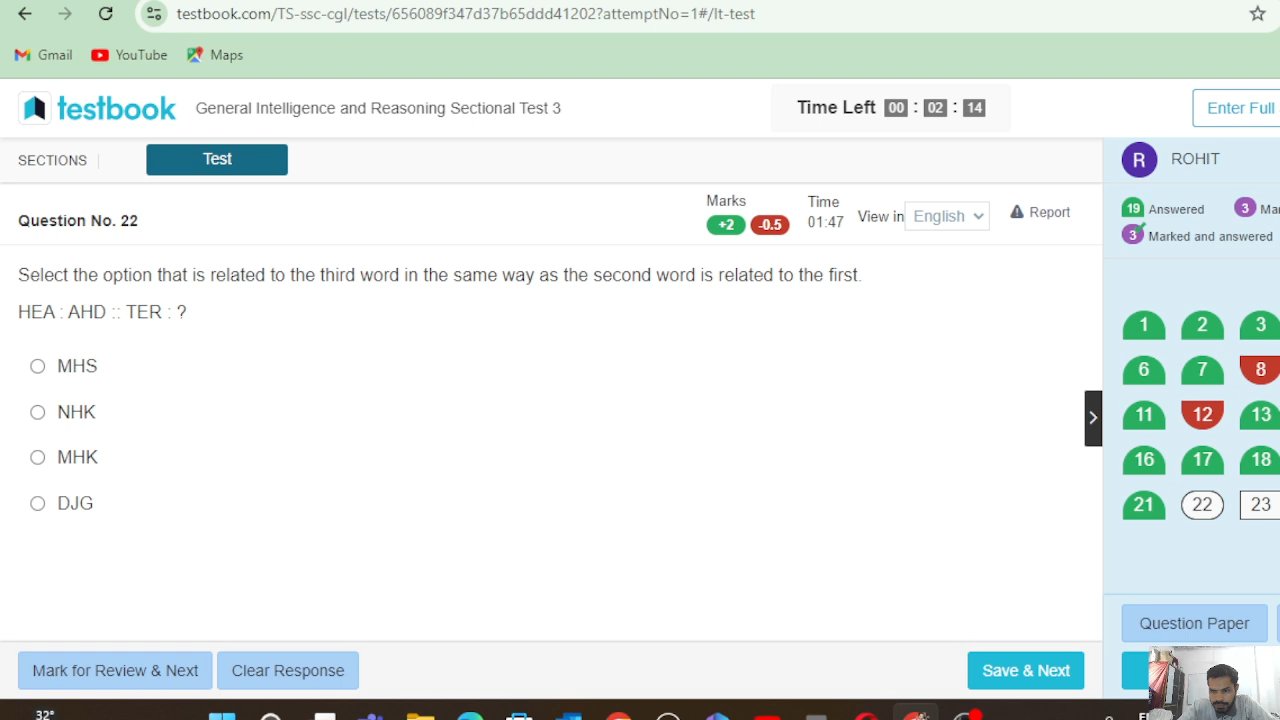 testbook.com/TS-ssc-cgl/tests/656089f347d37b65ddd41202?attemptNo=1#/lt-test
Gmail YouTube Maps
testbook General Intelligence and Reasoning Sectional Test 3 Time Left 00 : 02 : 14 Enter Full
SECTIONS Test R ROHIT
Question No. 22 Marks +2 -0.5 Time 01:47 View in English Report
19 Answered 3 Mar
3 Marked and answered
Select the option that is related to the third word in the same way as the second word is related to the first.
HEA : AHD :: TER : ?
MHS
NHK
MHK
DJG
1 2 3
6 7 8
11 12 13
16 17 18
21 22 23
Question Paper
Mark for Review & Next Clear Response Save & Next
32°